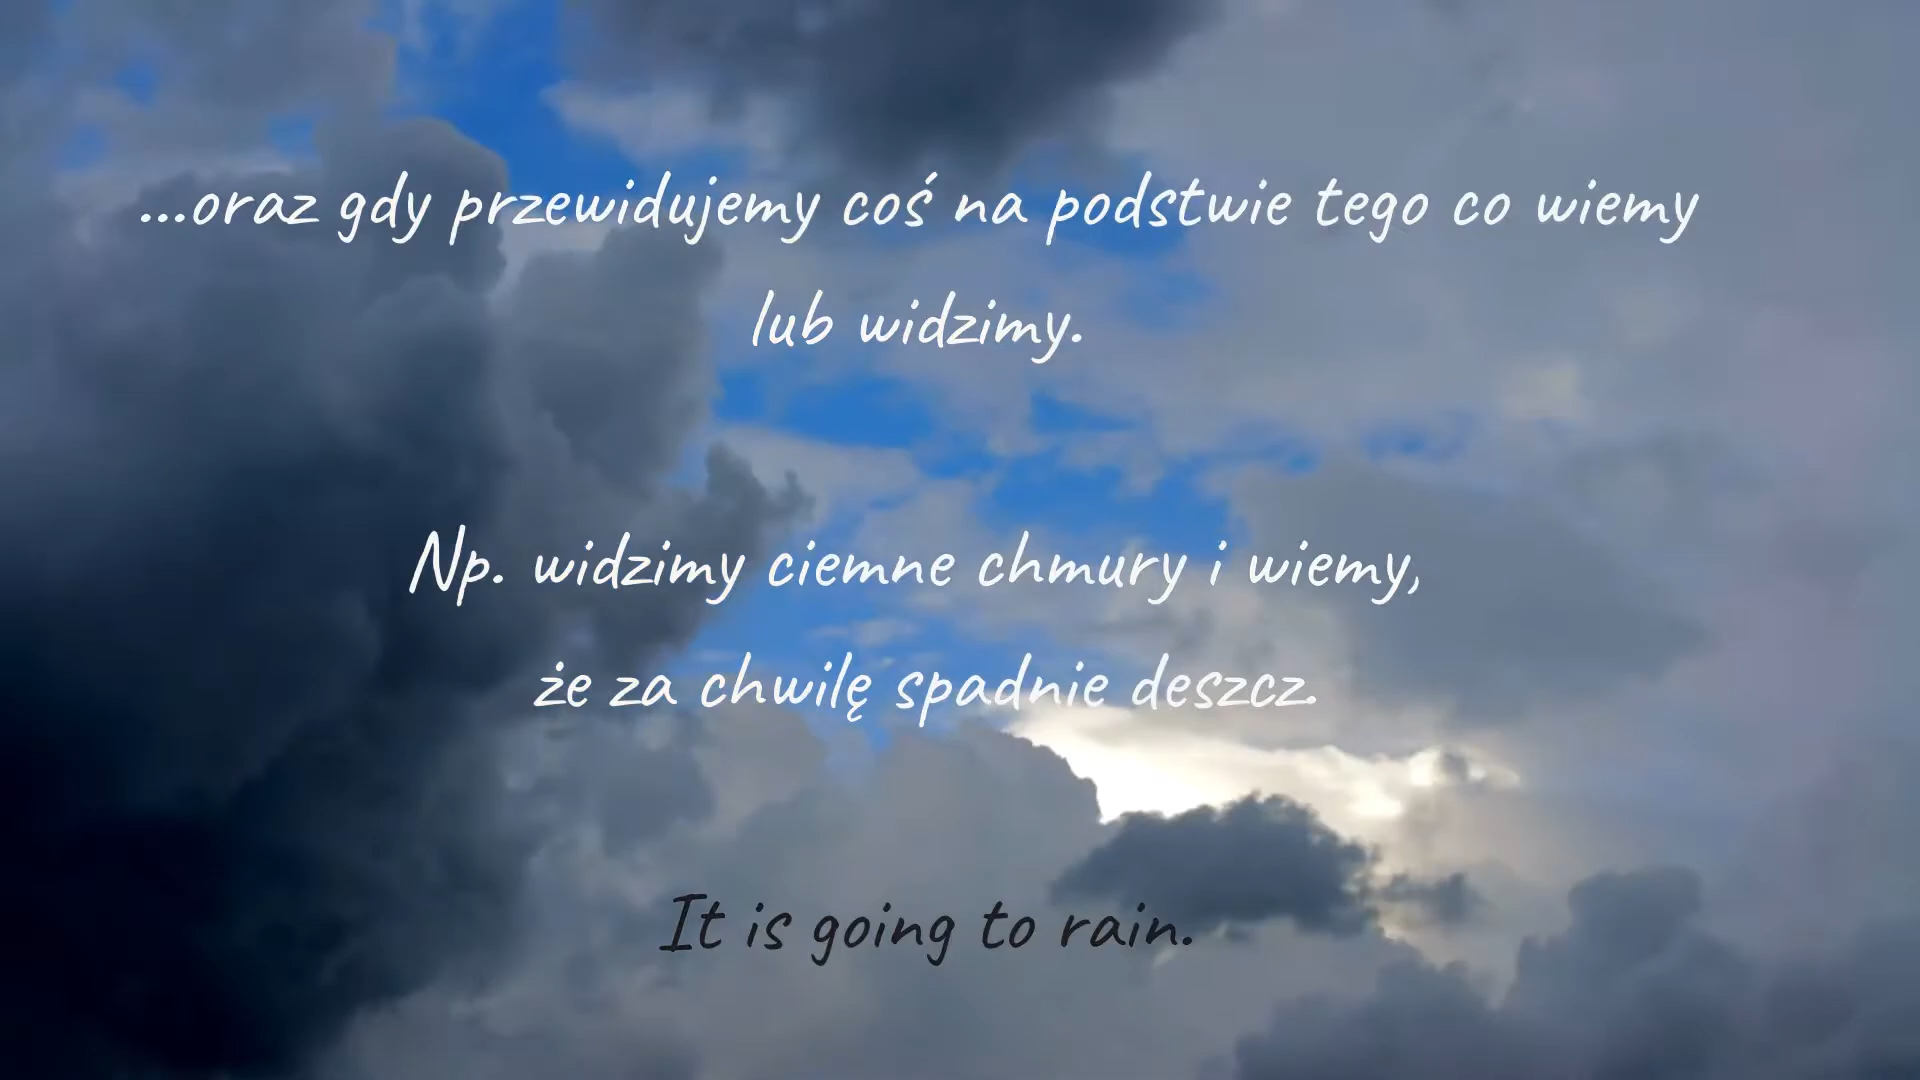 ...oraz gdy przewidujemy coś na podstwie tego co wiemy
lub widzimy.
Np. widzimy ciemne chmury i wiemy,
że za chwilę spadnie deszcz.
It is going to rain.